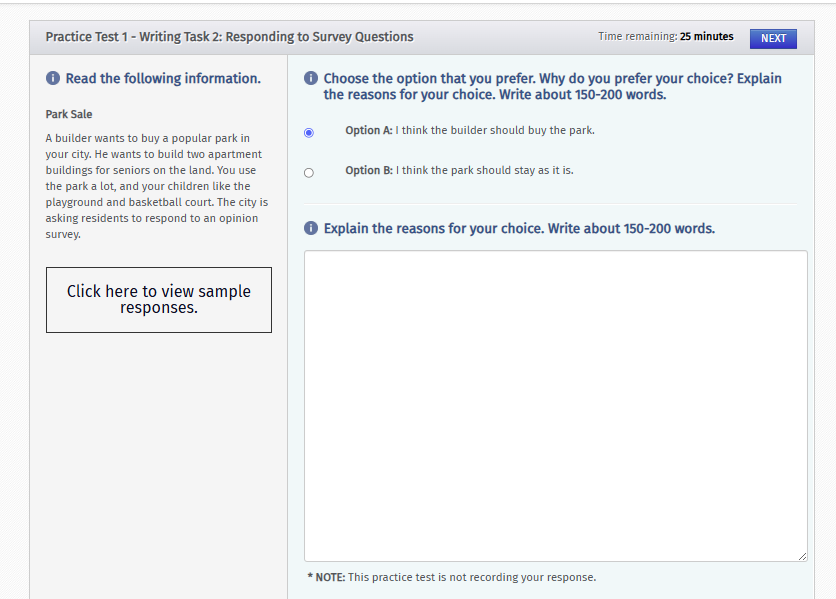 Practice Test 1 - Writing Task 2: Responding to Survey Questions
Time remaining: 25 minutes
NEXT
Read the following information.
Park Sale
A builder wants to buy a popular park in
your city. He wants to build two apartment
buildings for seniors on the land. You use
the park a lot, and your children like the
playground and basketball court. The city is
asking residents to respond to an opinion
survey.
Click here to view sample
responses.
Choose the option that you prefer. Why do you prefer your choice? Explain
the reasons for your choice. Write about 150-200 words.
Option A: I think the builder should buy the park.
Option B: I think the park should stay as it is.
Explain the reasons for your choice. Write about 150-200 words.
* NOTE: This practice test is not recording your response.